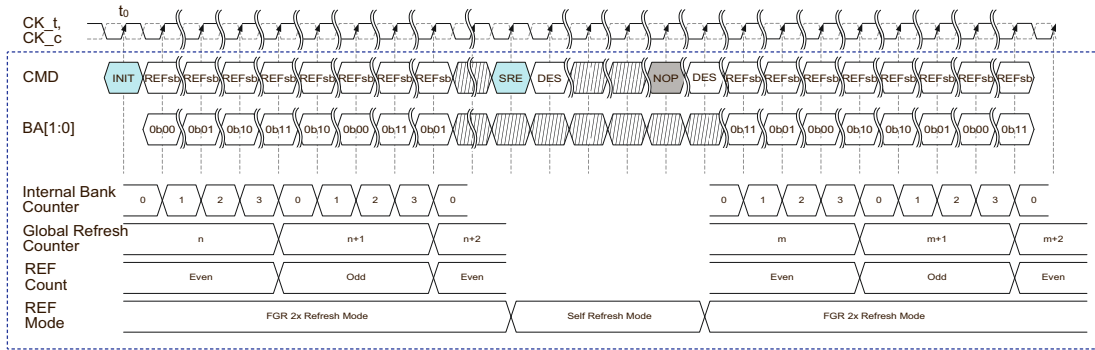 t0
CK_t,
CK_c
CMD INIT REFsb REFsb REFsb REFsb REFsb REFsb REFsb REFsb SRE DES NOP DES REFsb REFsb REFsb REFsb REFsb REFsb REFsb REFsb
BA[1:0] 0b00 0b01 0b10 0b11 0b10 0b00 0b11 0b01 0b11 0b01 0b00 0b10 0b10 0b01 0b00 0b11
Internal Bank
Counter 0 1 2 3 0 1 2 3 0 0 1 2 3 0 1 2 3 0
Global Refresh
Counter n n+1 n+2 m m+1 m+2
REF
Count Even Odd Even Even Odd Even
REF
Mode FGR 2x Refresh Mode Self Refresh Mode FGR 2x Refresh Mode